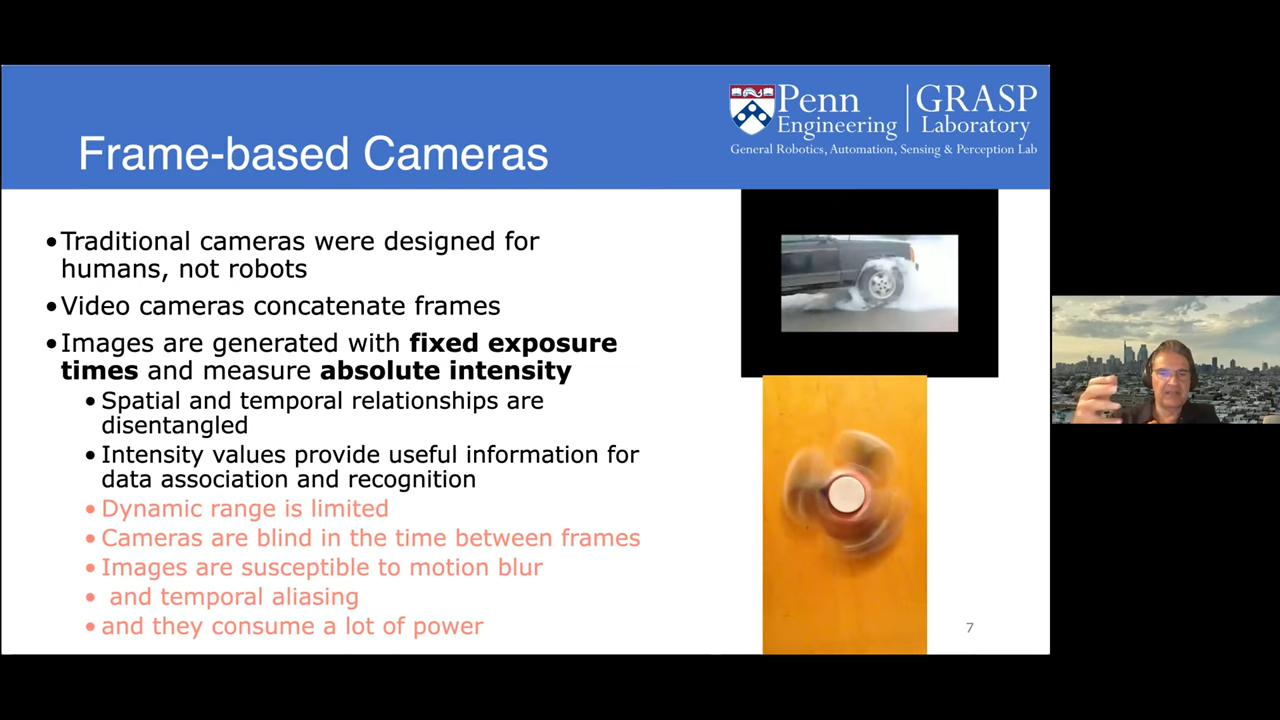 Penn Engineering
GRASP Laboratory
General Robotics, Automation, Sensing & Perception Lab
Frame-based Cameras
•Traditional cameras were designed for
humans, not robots
•Video cameras concatenate frames
•Images are generated with fixed exposure
times and measure absolute intensity
•Spatial and temporal relationships are
disentangled
•Intensity values provide useful information for
data association and recognition
•Dynamic range is limited
•Cameras are blind in the time between frames
•Images are susceptible to motion blur
• and temporal aliasing
•and they consume a lot of power
7